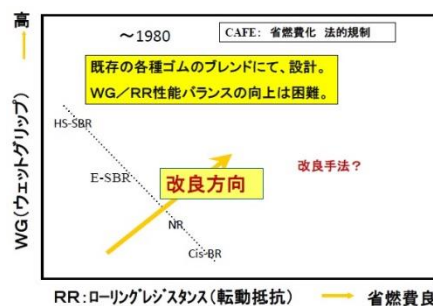 高
WG(ウェットグリップ)
～1980
CAFE: 省燃費化 法的規制
既存の各種ゴムのブレンドにて、設計。
WG／RR性能バランスの向上は困難。
HS-SBR
E-SBR
改良方向
改良手法？
NR
Cis-BR
RR：ローリングレジスタンス(転動抵抗)
省燃費良